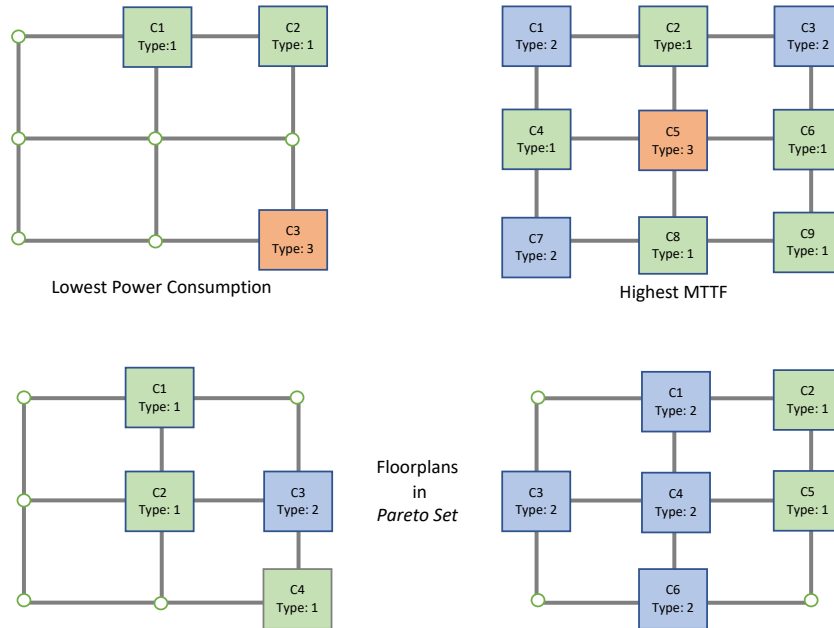 C1
Type:1
C2
Type: 1
C3
Type: 3
Lowest Power Consumption
C1
Type: 2
C2
Type:1
C3
Type: 2
C4
Type:1
C5
Type: 3
C6
Type:1
C7
Type: 2
C8
Type: 1
C9
Type: 1
Highest MTTF
C1
Type: 1
C2
Type: 1
C3
Type: 2
C4
Type: 1
Floorplans
in
Pareto Set
C1
Type: 2
C2
Type: 1
C3
Type: 2
C4
Type: 2
C5
Type: 1
C6
Type: 2